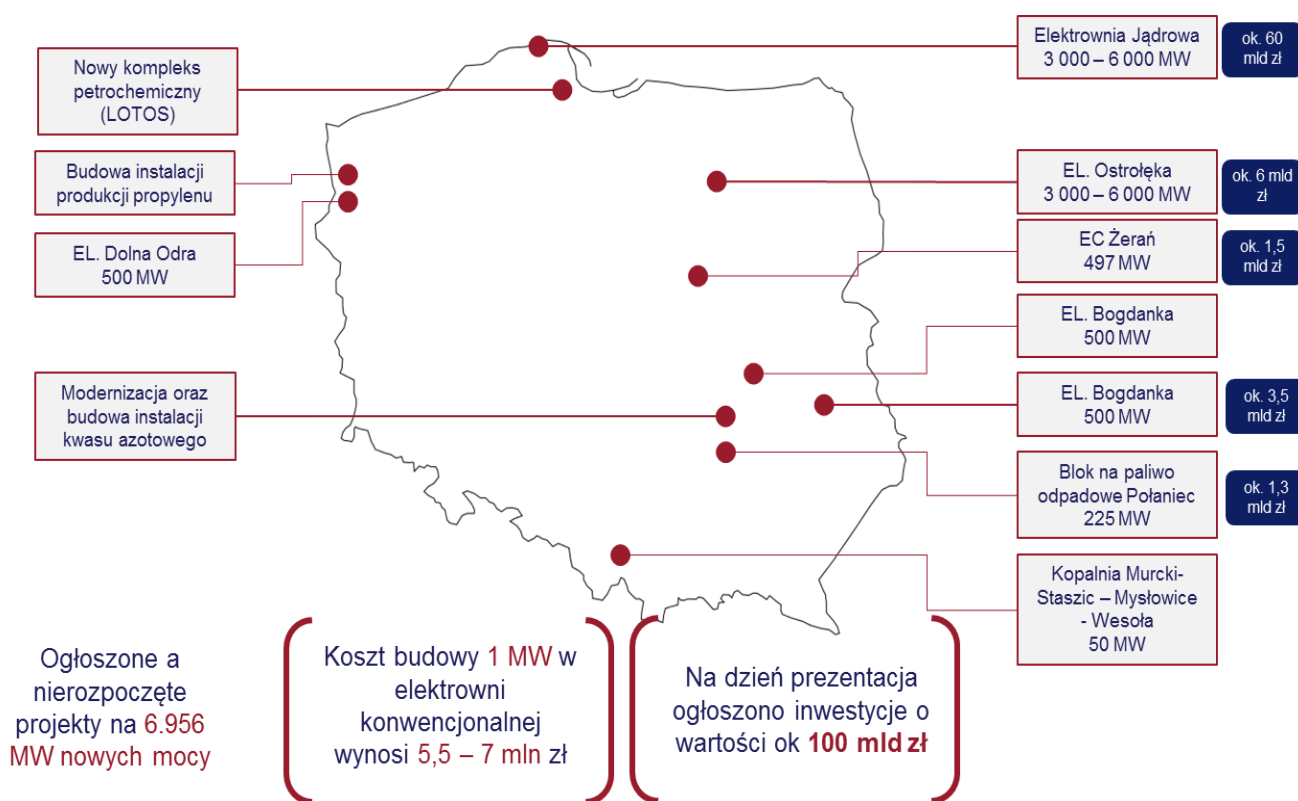 Nowy kompleks
petrochemiczny
(LOTOS)
Budowa instalacji
produkcji propylenu
EL. Dolna Odra
500 MW
Modernizacja oraz
budowa instalacji
kwasu azotowego
Elektrownia Jądrowa
3 000 – 6 000 MW
ok. 60
mld zł
EL. Ostrołęka
3 000 – 6 000 MW
ok. 6 mld
zł
EC Żerań
497 MW
ok. 1,5
mld zł
EL. Bogdanka
500 MW
EL. Bogdanka
500 MW
ok. 3,5
mld zł
Blok na paliwo
odpadowe Połaniec
225 MW
ok. 1,3
mld zł
Kopalnia Murcki-
Staszic – Mysłowice
- Wesoła
50 MW
Ogłoszone a
nierozpoczęte
projekty na 6.956
MW nowych mocy
Koszt budowy 1 MW w
elektrowni
konwencjonalnej
wynosi 5,5 – 7 mln zł
Na dzień prezentacja
ogłoszono inwestycje o
wartości ok 100 mld zł